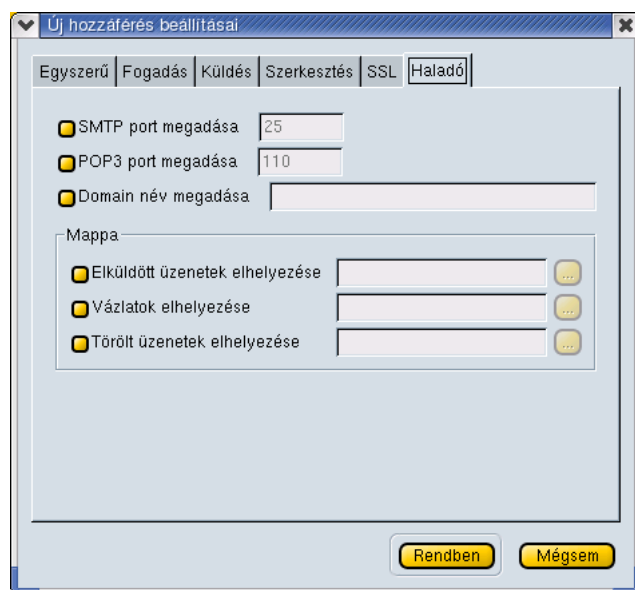 Új hozzáférés beállításai
Egyszerű Fogadás Küldés Szerkesztés SSL Haladó
SMTP port megadása 25
POP3 port megadása 110
Domain név megadása
Mappa
Elküldött üzenetek elhelyezése ...
Vázlatok elhelyezése ...
Törölt üzenetek elhelyezése ...
Rendben Mégsem